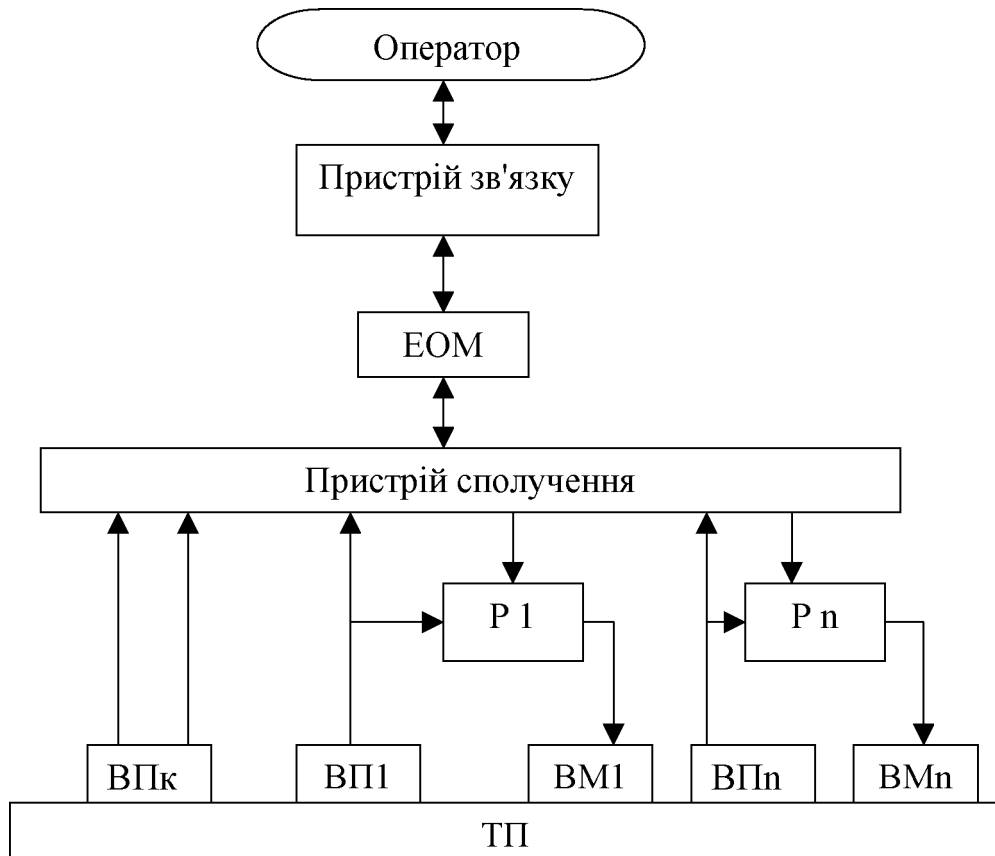 Оператор
Пристрій зв'язку
ЕОМ
Пристрій сполучення
Р 1
Р n
ВПк
ВП1
ВМ1
ВПn
ВМn
ТП